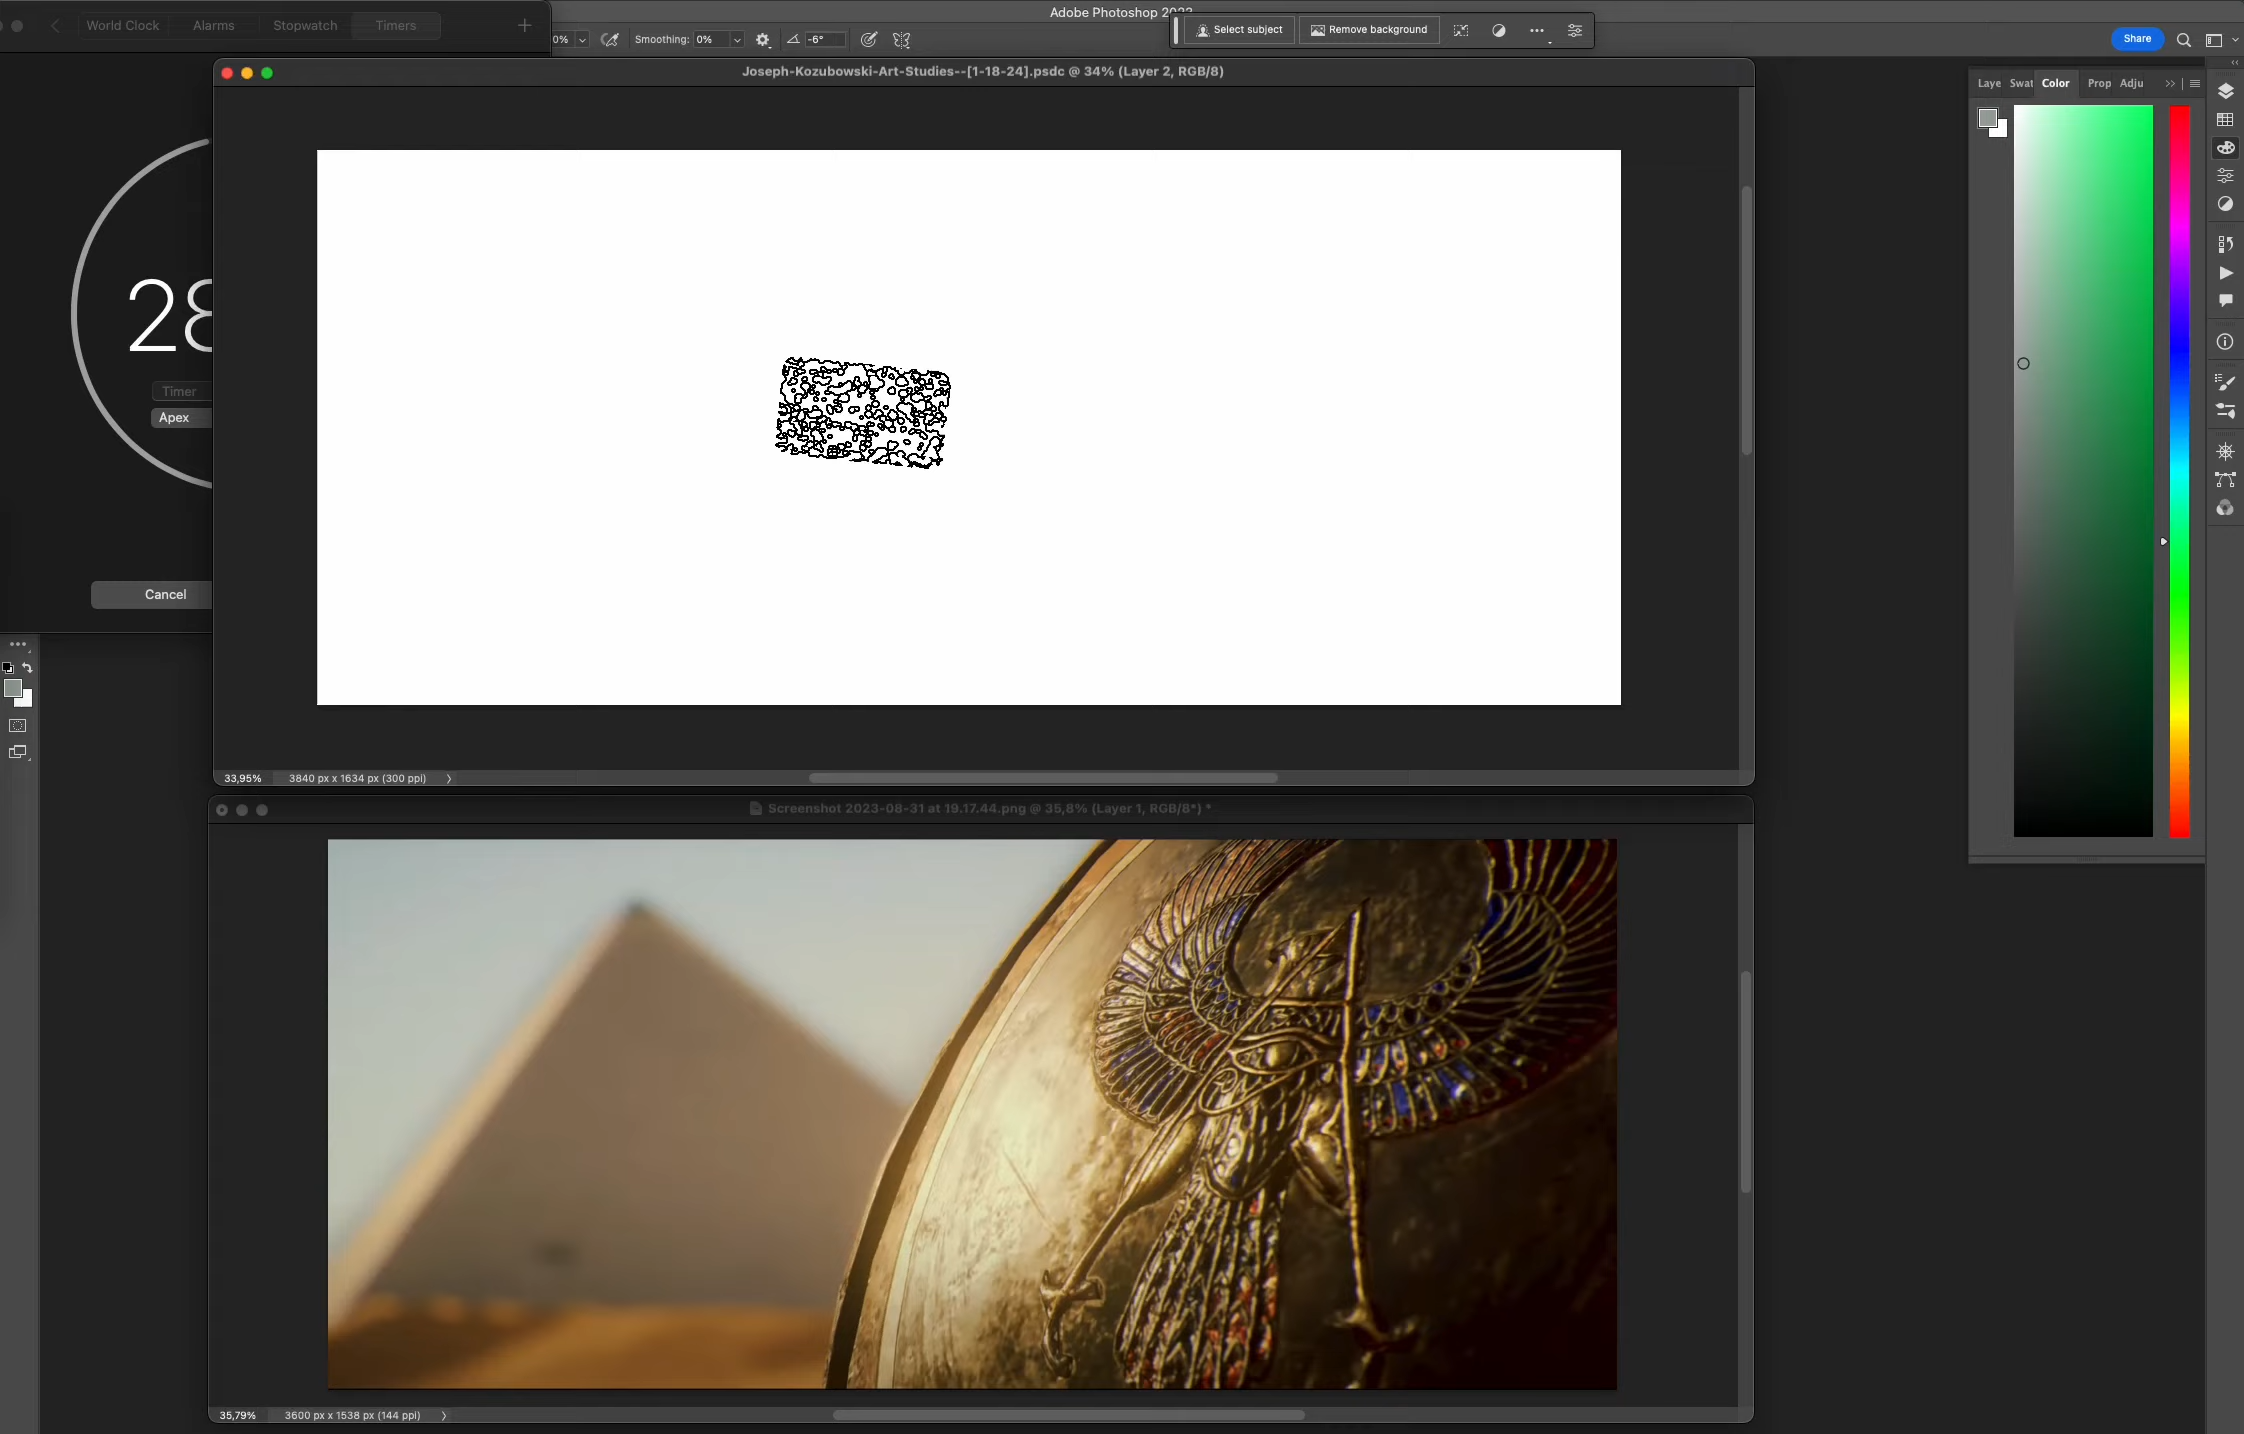 World Clock
Alarms
Stopwatch
Timers
Adobe Photoshop 2023
0%
Smoothing: 0%
-6°
Select subject
Remove background
Share
Joseph-Kozubowski-Art-Studies--[1-18-24].psdc @ 34% (Layer 2, RGB/8)
Laye
Swat
Color
Prop
Adju
28
Timer
Apex
Cancel
33,95%
3840 px x 1634 px (300 ppi)
Screenshot 2023-08-31 at 19.17.44.png @ 35,8% (Layer 1, RGB/8*) *
35,79%
3600 px x 1538 px (144 ppi)